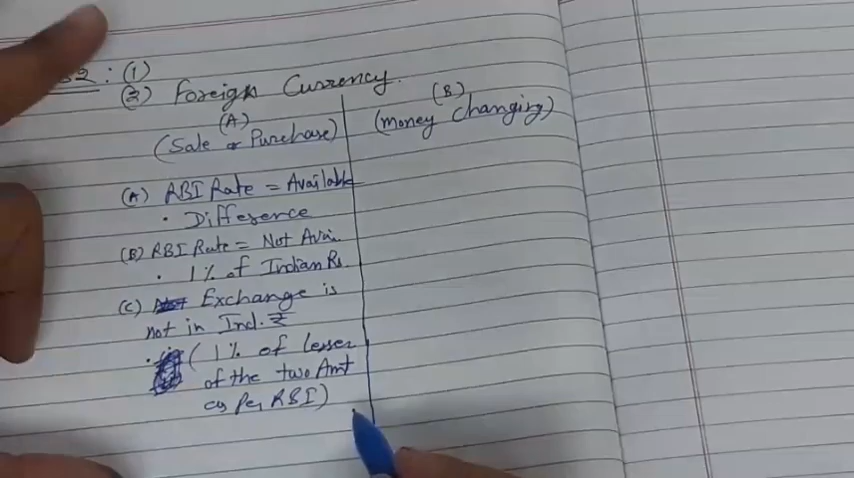 32 : (1)
(2) Foreign Currency.
(A)
(Sale or Purchase)
(B)
(money changing)
(A) RBI Rate = Available
• Difference
(B) RBI Rate = Not Avai.
• 1% of Indian Rs
(C) Exchange is
not in Ind. ₹
• (1% of lesser
of the two Amt
as Per RBI)